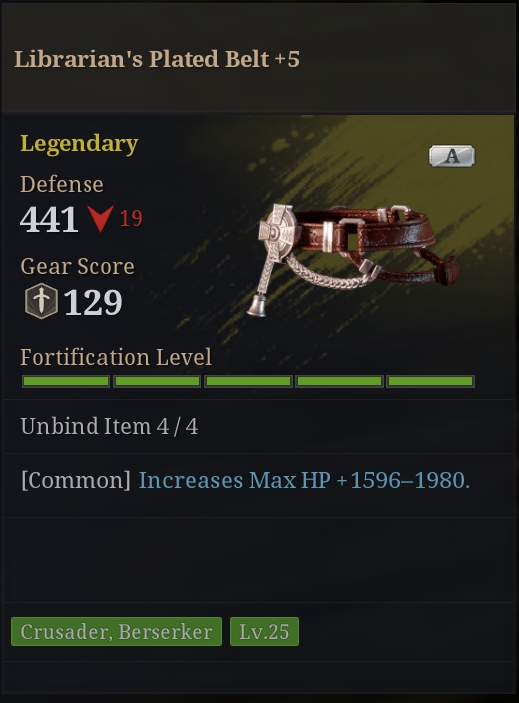 Librarian's Plated Belt +5
Legendary
A
Defense
441 19
Gear Score
129
Fortification Level
Unbind Item 4 / 4
[Common] Increases Max HP +1596–1980.
Crusader, Berserker Lv.25